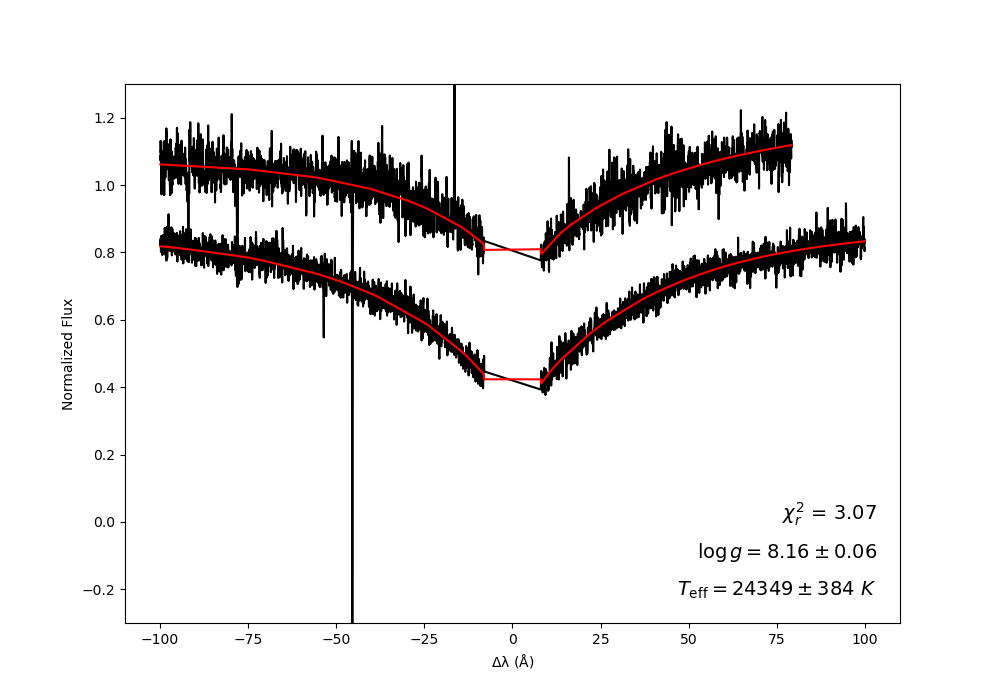 1.2
1.0
0.8
0.6
0.4
0.2
0.0
−0.2
Normalized Flux
χ²ᵣ = 3.07
log g = 8.16 ± 0.06
T_eff = 24349 ± 384 K
−100 −75 −50 −25 0 25 50 75 100
Δλ (Å)